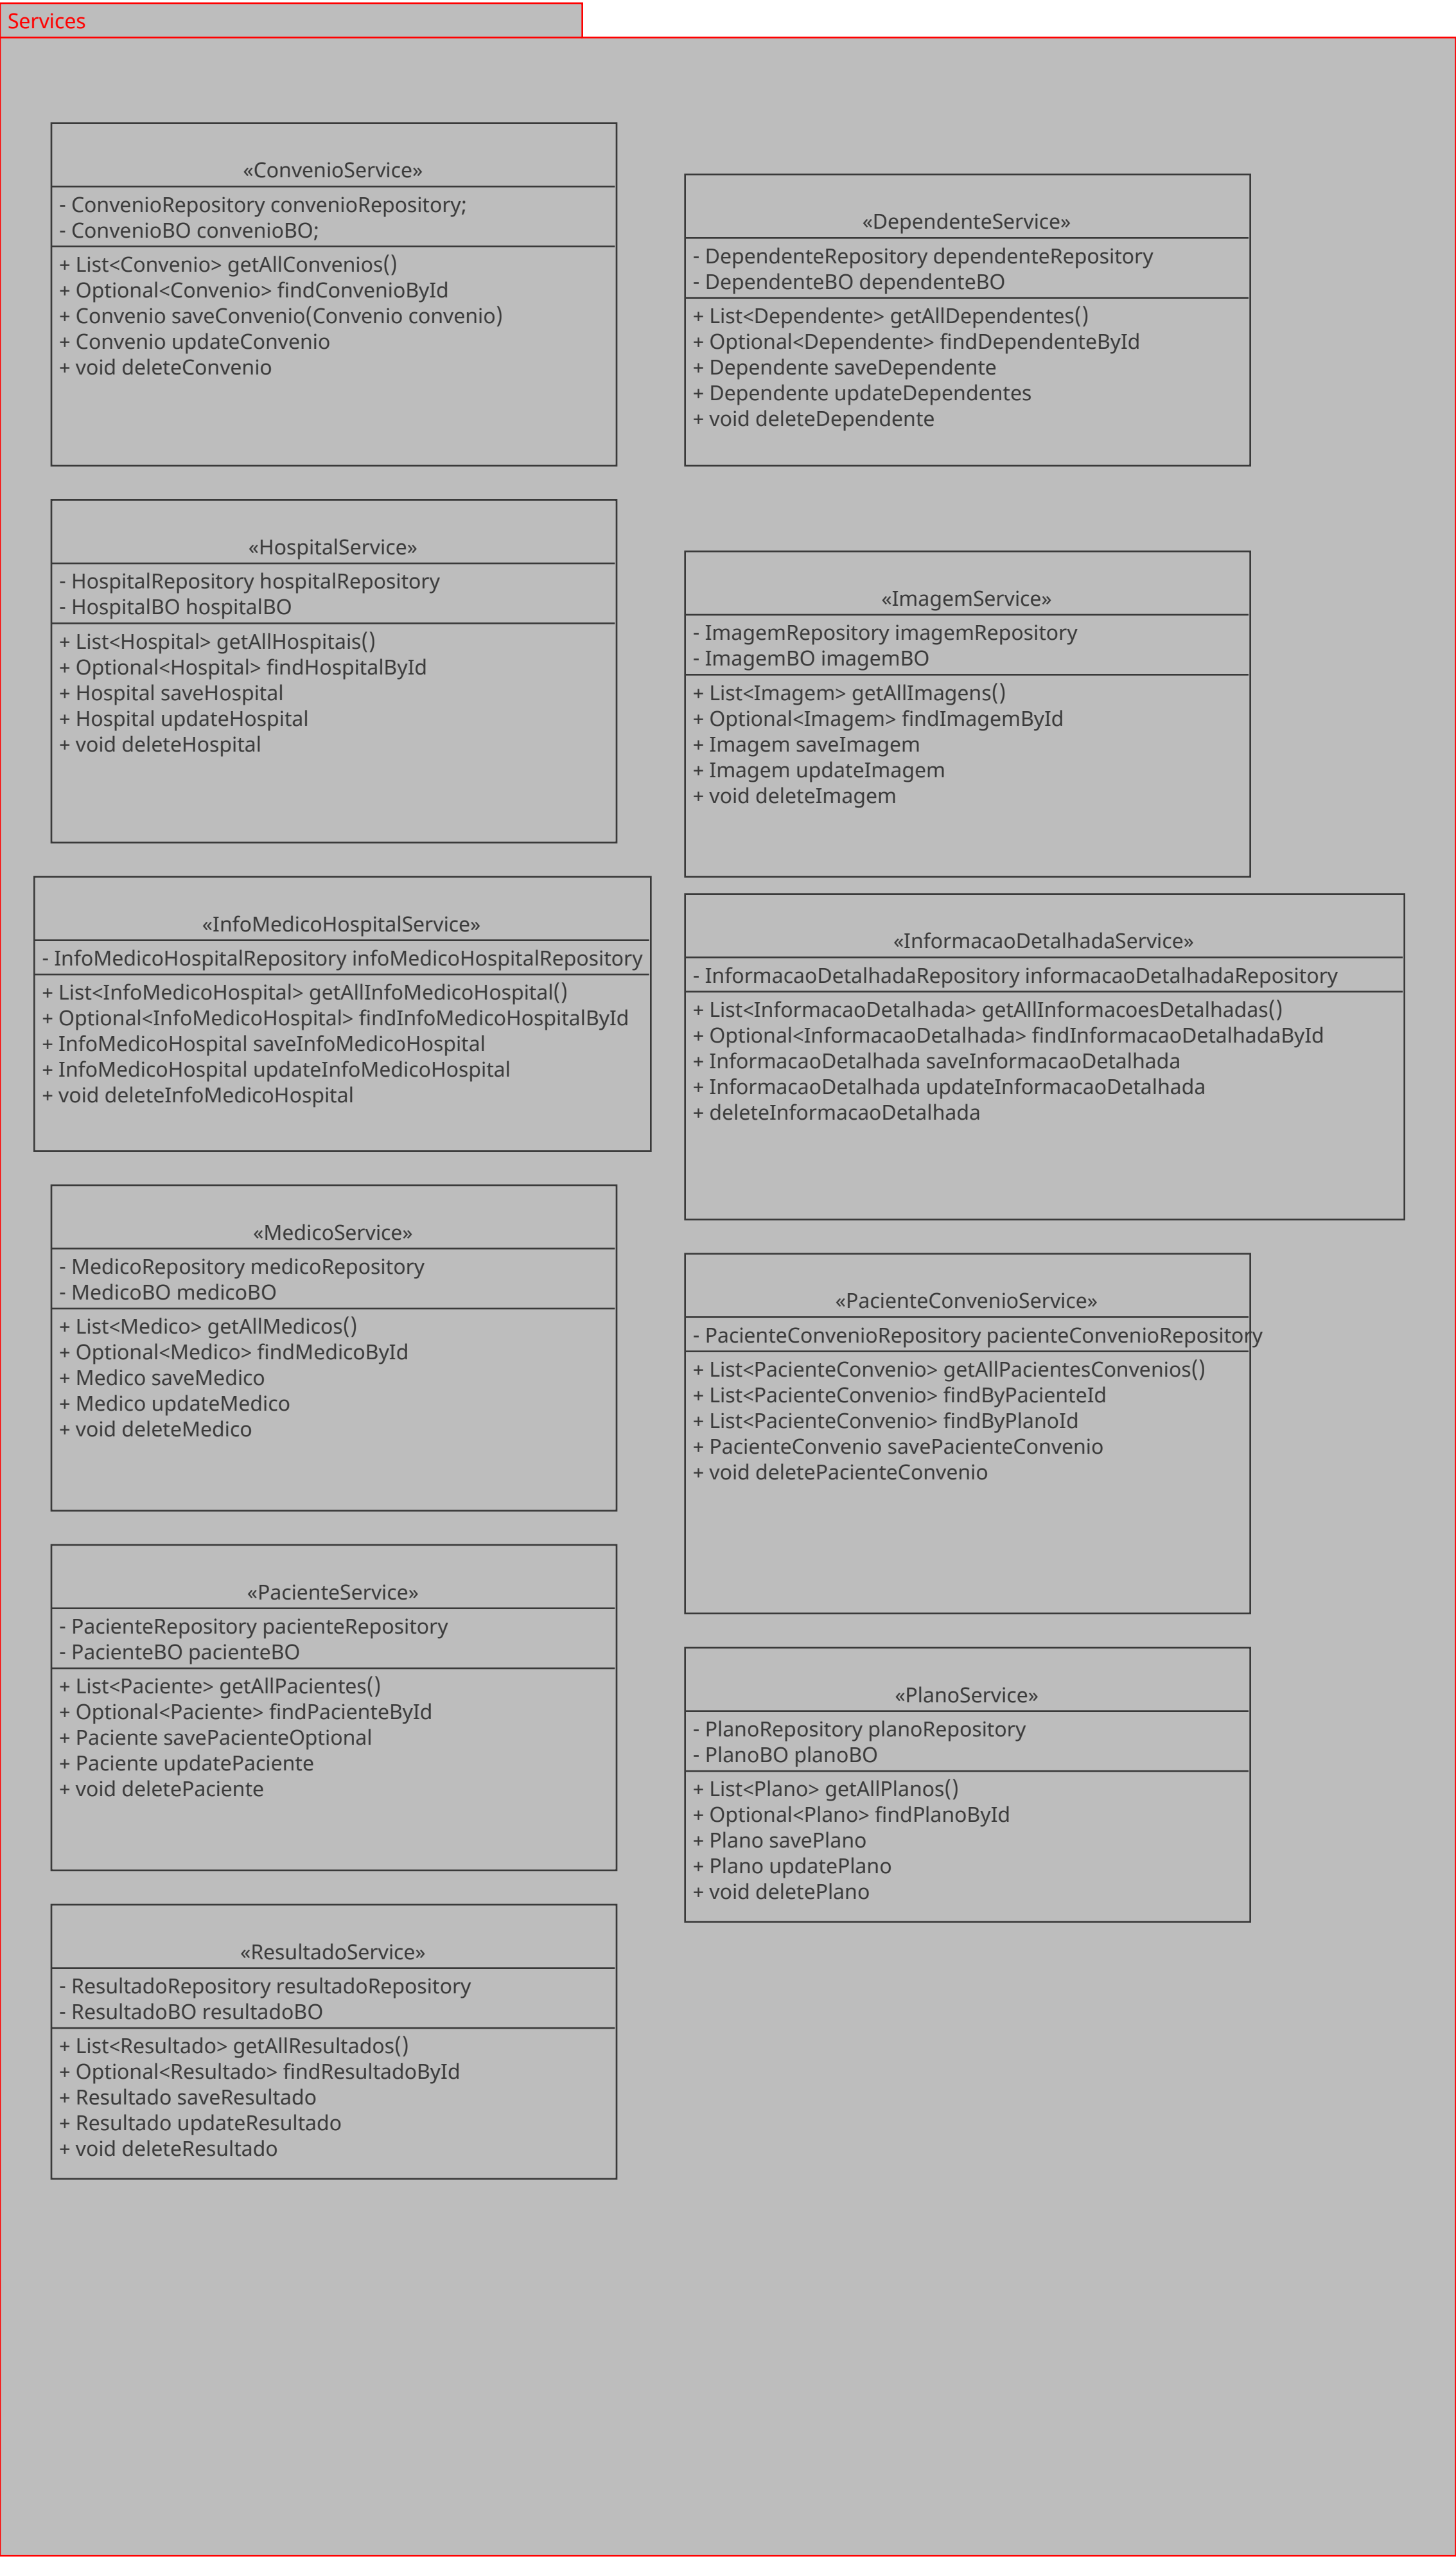 Services
«ConvenioService»
- ConvenioRepository convenioRepository;
- ConvenioBO convenioBO;
+ List<Convenio> getAllConvenios()
+ Optional<Convenio> findConvenioById
+ Convenio saveConvenio(Convenio convenio)
+ Convenio updateConvenio
+ void deleteConvenio
«DependenteService»
- DependenteRepository dependenteRepository
- DependenteBO dependenteBO
+ List<Dependente> getAllDependentes()
+ Optional<Dependente> findDependenteById
+ Dependente saveDependente
+ Dependente updateDependentes
+ void deleteDependente
«HospitalService»
- HospitalRepository hospitalRepository
- HospitalBO hospitalBO
+ List<Hospital> getAllHospitais()
+ Optional<Hospital> findHospitalById
+ Hospital saveHospital
+ Hospital updateHospital
+ void deleteHospital
«ImagemService»
- ImagemRepository imagemRepository
- ImagemBO imagemBO
+ List<Imagem> getAllImagens()
+ Optional<Imagem> findImagemById
+ Imagem saveImagem
+ Imagem updateImagem
+ void deleteImagem
«InfoMedicoHospitalService»
- InfoMedicoHospitalRepository infoMedicoHospitalRepository
+ List<InfoMedicoHospital> getAllInfoMedicoHospital()
+ Optional<InfoMedicoHospital> findInfoMedicoHospitalById
+ InfoMedicoHospital saveInfoMedicoHospital
+ InfoMedicoHospital updateInfoMedicoHospital
+ void deleteInfoMedicoHospital
«InformacaoDetalhadaService»
- InformacaoDetalhadaRepository informacaoDetalhadaRepository
+ List<InformacaoDetalhada> getAllInformacoesDetalhadas()
+ Optional<InformacaoDetalhada> findInformacaoDetalhadaById
+ InformacaoDetalhada saveInformacaoDetalhada
+ InformacaoDetalhada updateInformacaoDetalhada
+ deleteInformacaoDetalhada
«MedicoService»
- MedicoRepository medicoRepository
- MedicoBO medicoBO
+ List<Medico> getAllMedicos()
+ Optional<Medico> findMedicoById
+ Medico saveMedico
+ Medico updateMedico
+ void deleteMedico
«PacienteConvenioService»
- PacienteConvenioRepository pacienteConvenioRepository
+ List<PacienteConvenio> getAllPacientesConvenios()
+ List<PacienteConvenio> findByPacienteId
+ List<PacienteConvenio> findByPlanoId
+ PacienteConvenio savePacienteConvenio
+ void deletePacienteConvenio
«PacienteService»
- PacienteRepository pacienteRepository
- PacienteBO pacienteBO
+ List<Paciente> getAllPacientes()
+ Optional<Paciente> findPacienteById
+ Paciente savePacienteOptional
+ Paciente updatePaciente
+ void deletePaciente
«PlanoService»
- PlanoRepository planoRepository
- PlanoBO planoBO
+ List<Plano> getAllPlanos()
+ Optional<Plano> findPlanoById
+ Plano savePlano
+ Plano updatePlano
+ void deletePlano
«ResultadoService»
- ResultadoRepository resultadoRepository
- ResultadoBO resultadoBO
+ List<Resultado> getAllResultados()
+ Optional<Resultado> findResultadoById
+ Resultado saveResultado
+ Resultado updateResultado
+ void deleteResultado